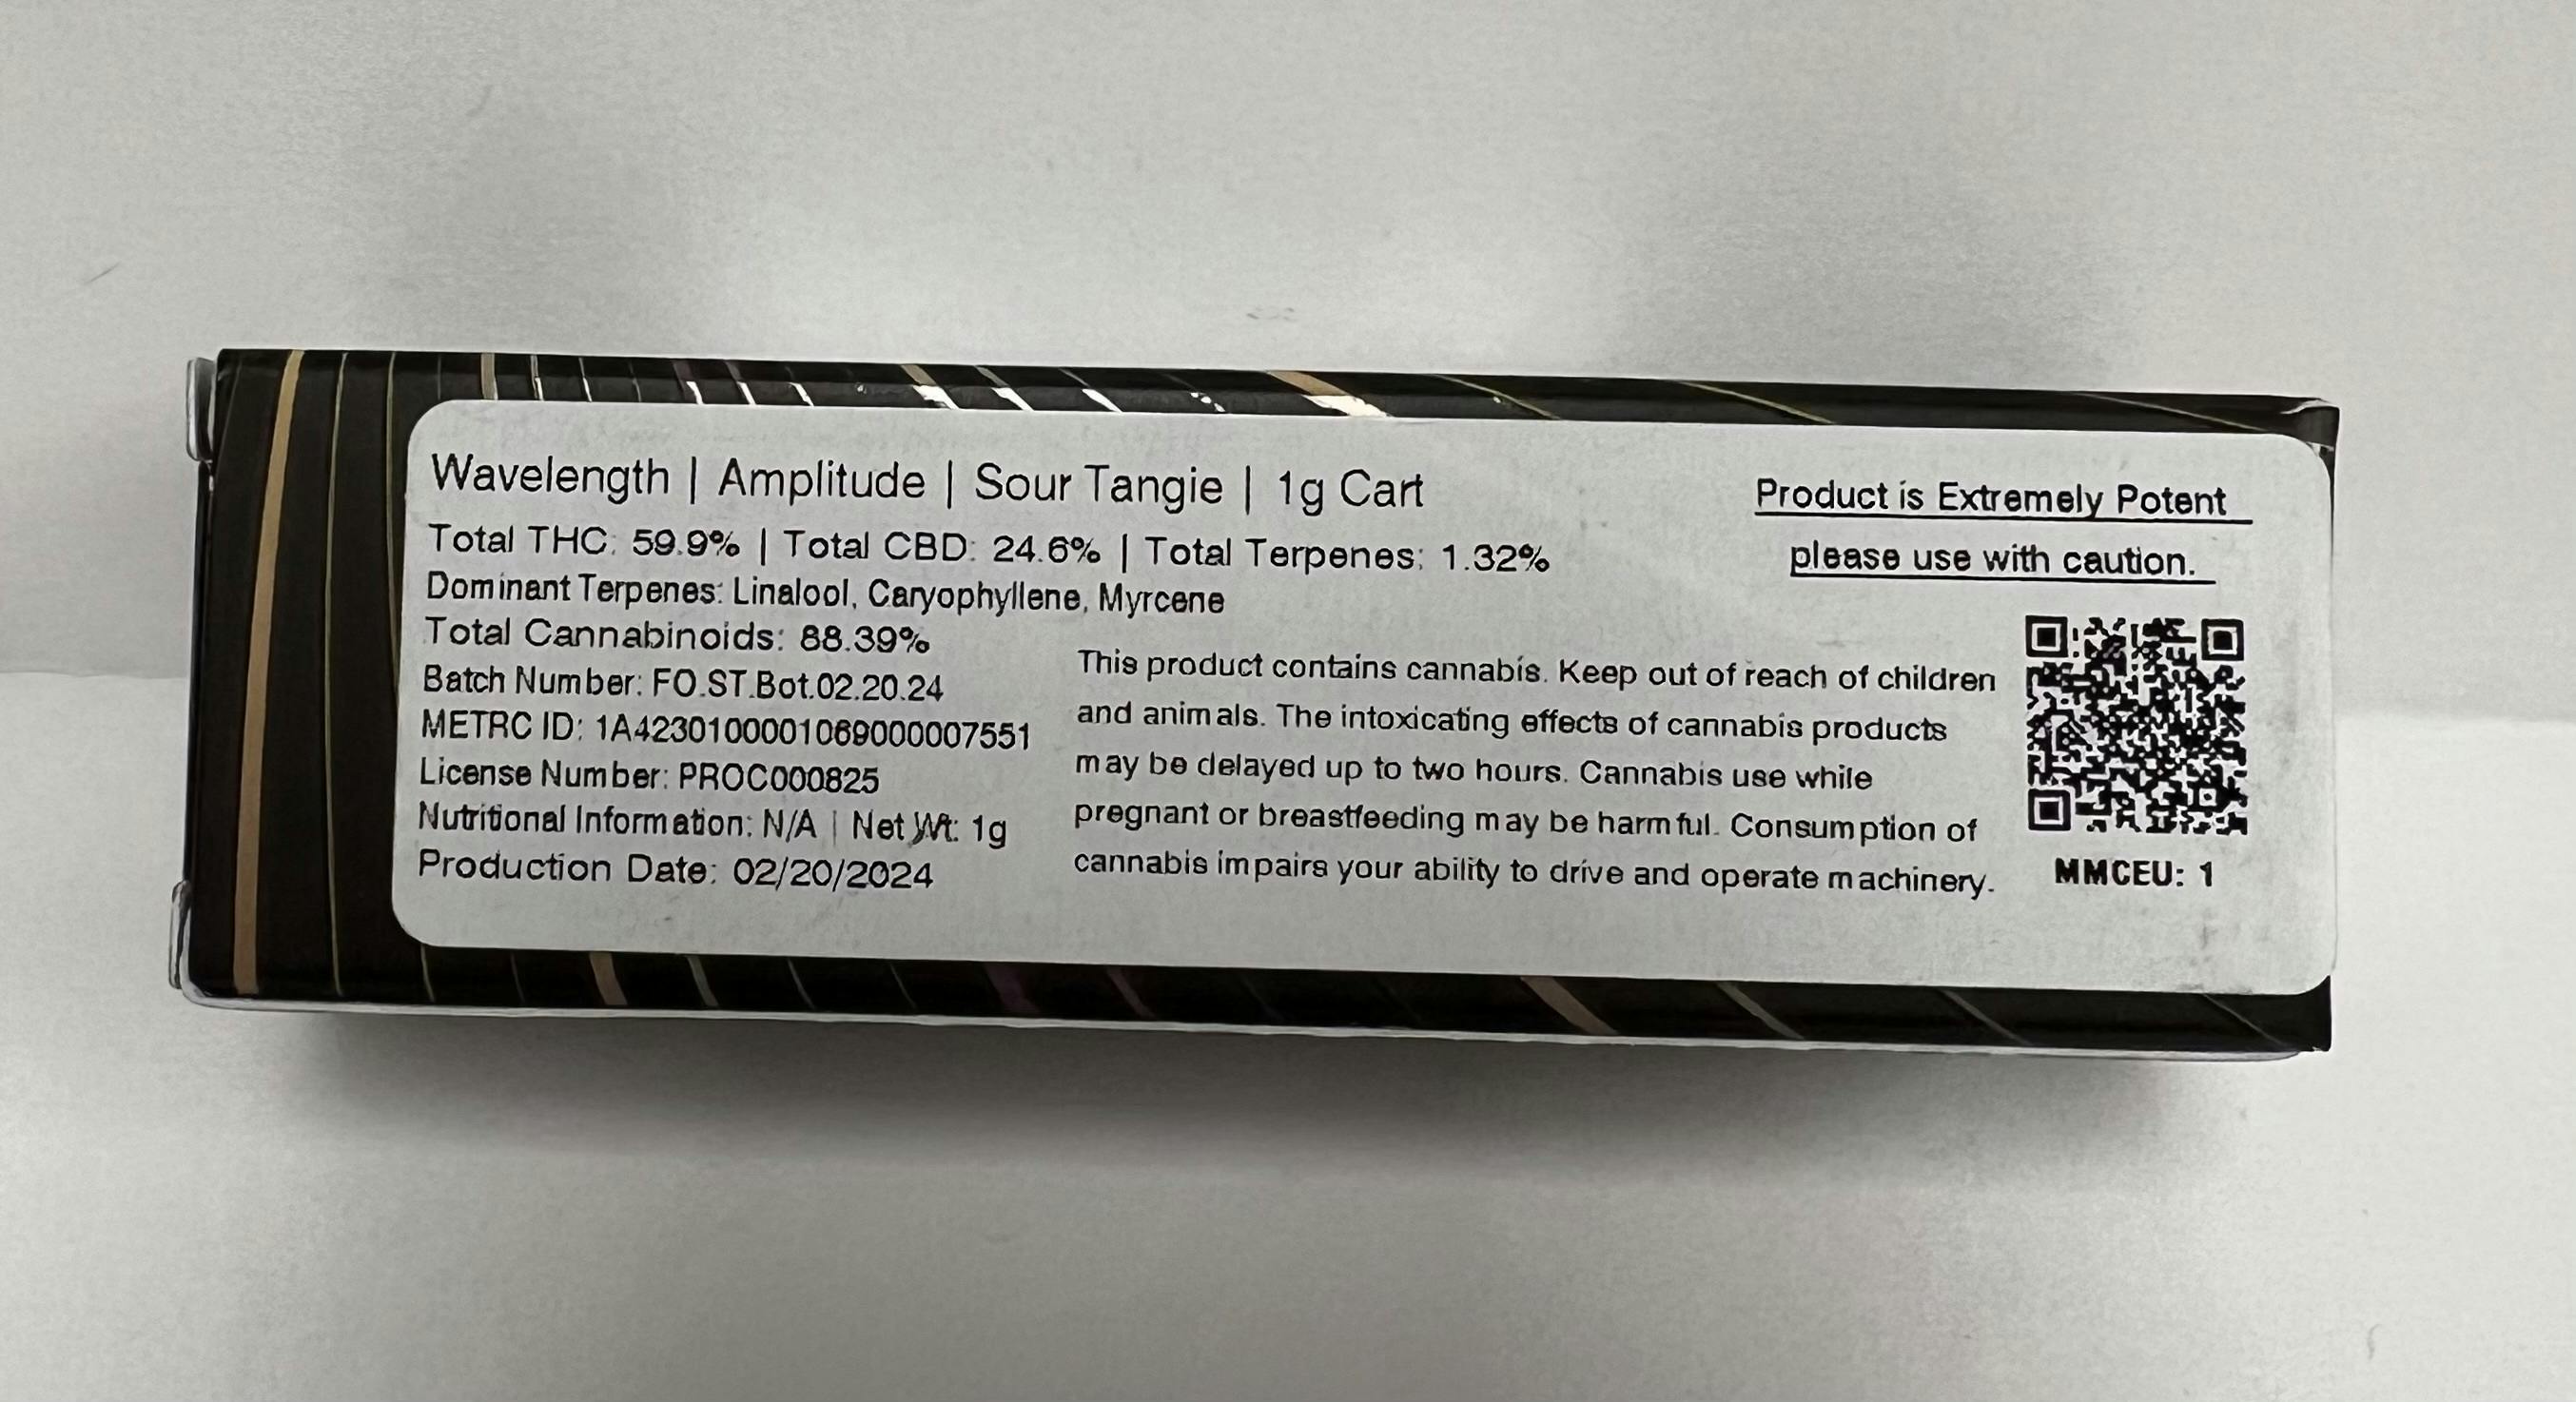 Wavelength | Amplitude | Sour Tangie | 1g Cart
Total THC: 59.9% | Total CBD: 24.6% | Total Terpenes: 1.32%
Dominant Terpenes: Linalool, Caryophyllene, Myrcene
Total Cannabinoids: 88.39%
Batch Number: FO.ST.Bot.02.20.24
METRC ID: 1A4230100001069000007551
License Number: PROC000825
Nutritional Information: N/A | Net Wt: 1g
Production Date: 02/20/2024
This product contains cannabis. Keep out of reach of children
and animals. The intoxicating effects of cannabis products
may be delayed up to two hours. Cannabis use while
pregnant or breastfeeding may be harmful. Consumption of
cannabis impairs your ability to drive and operate machinery.
Product is Extremely Potent
please use with caution.
MMCEU: 1